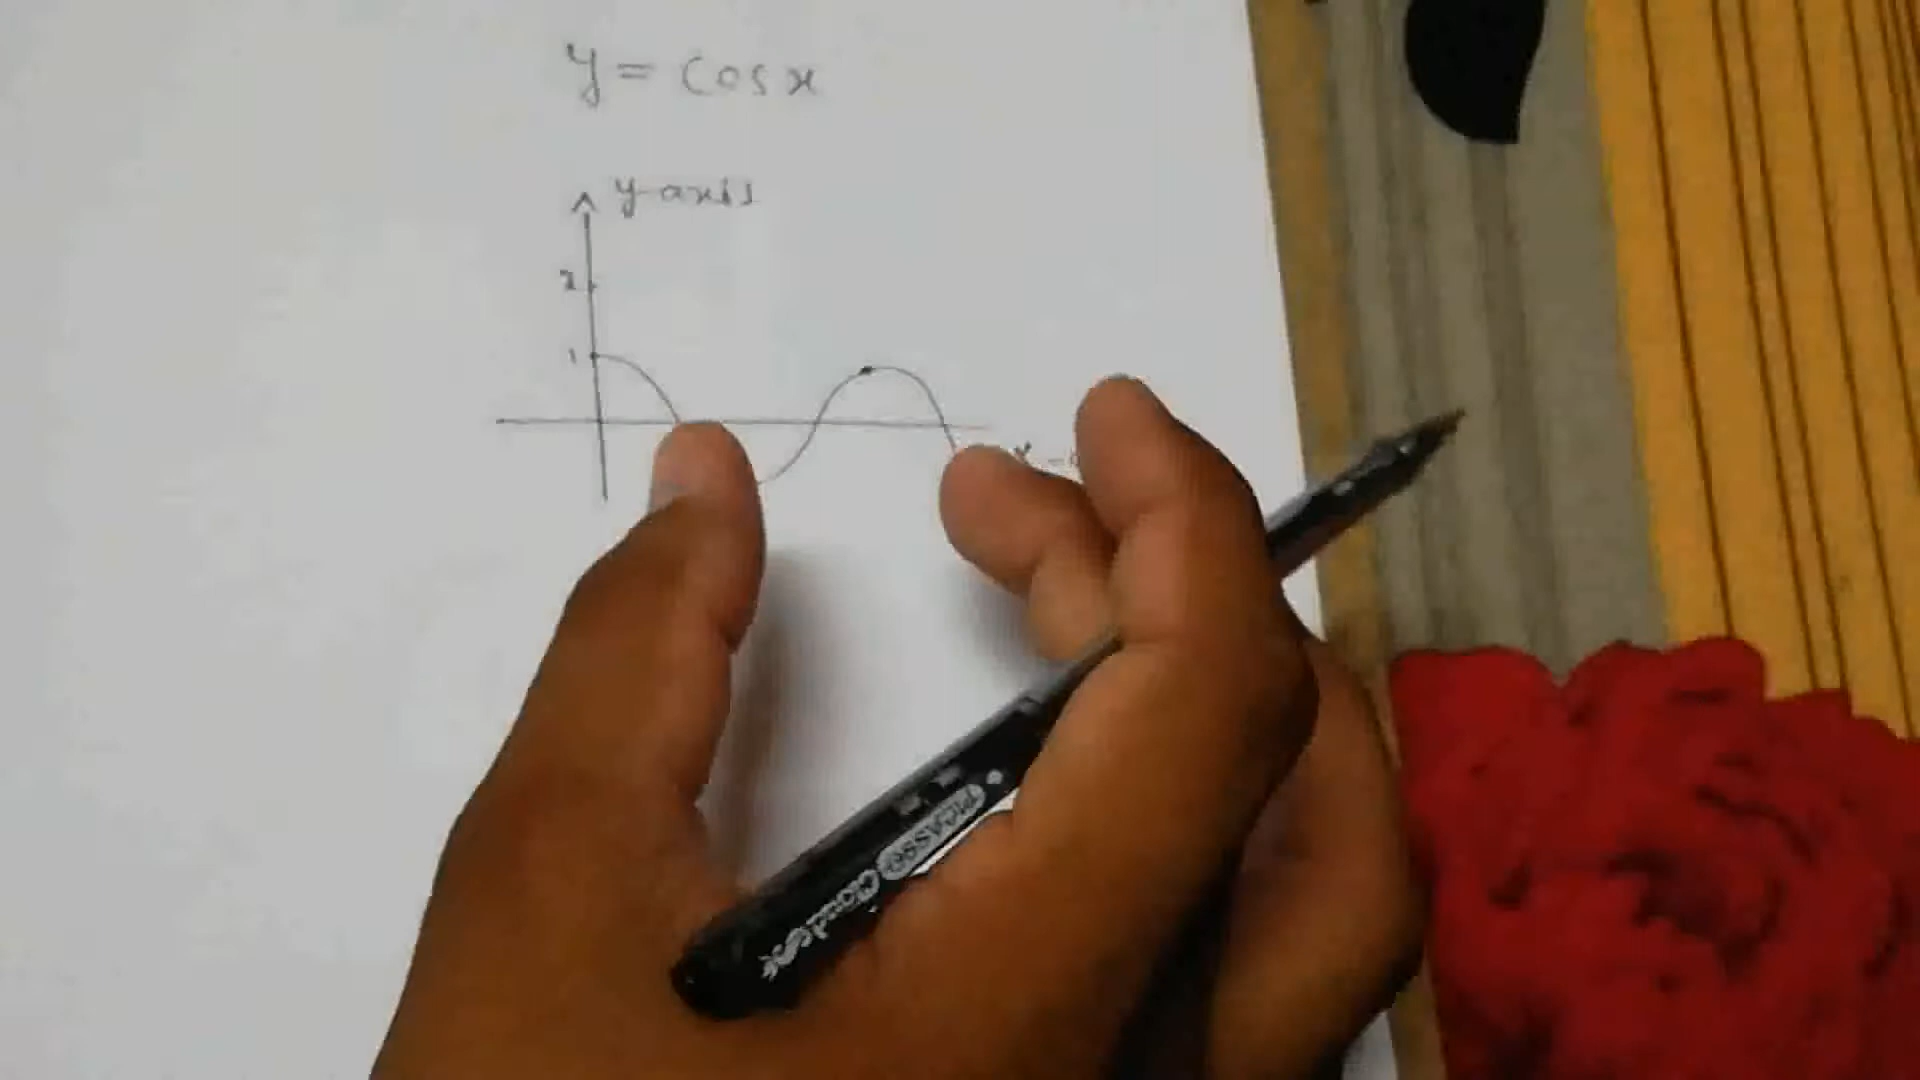 y = cos x
y-axis
2
1
x-a
PICASSO